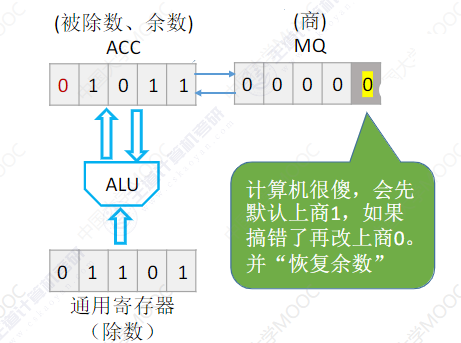 (被除数、余数)
ACC
(商)
MQ
0 1 0 1 1
0 0 0 0 0
ALU
计算机很傻，会先
默认上商1，如果
搞错了再改上商0。
并“恢复余数”
0 1 1 0 1
通用寄存器
（除数）